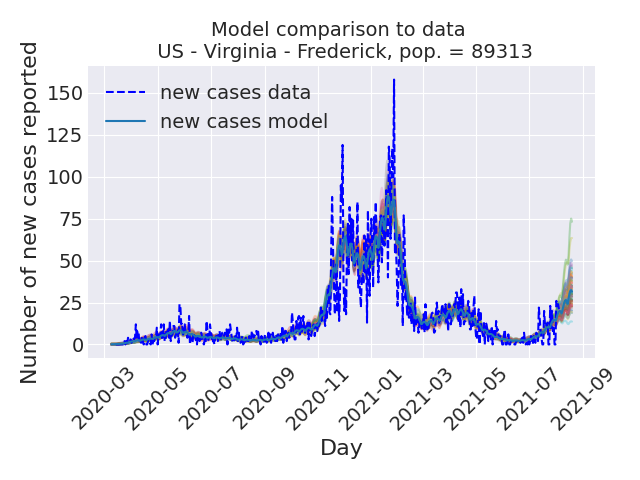 Model comparison to data
US - Virginia - Frederick, pop. = 89313
Number of new cases reported
150
125
100
75
50
25
0
new cases data
new cases model
2020-03
2020-05
2020-07
2020-09
2020-11
2021-01
2021-03
2021-05
2021-07
2021-09
Day